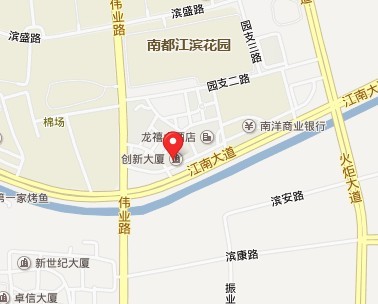 滨盛路
滨盛路
伟业路
南都江滨花园
园支三路
园支二路
江南大道
棉场
龙禧
酒店
南洋商业银行
创新大厦
江南大道
火炬大道
第一家烤鱼
伟业路
滨安路
滨康路
新世纪大厦
卓信大厦
振业